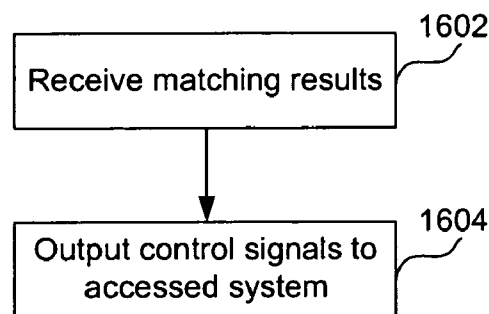 1602
Receive matching results
1604
Output control signals to
accessed system